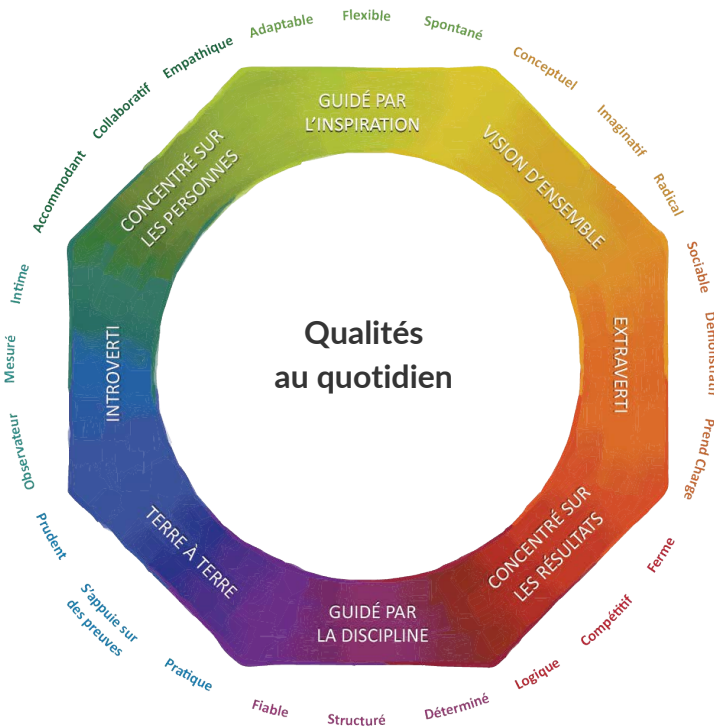 Adaptable
Flexible
Spontané
Conceptuel
Imaginatif
Radical
Sociable
Démonstratif
Prend Charge
Ferme
Compétitif
Logique
Déterminé
Structuré
Fiable
Pratique
S'appuie sur
des preuves
Prudent
Observateur
Mesuré
Intime
Accommodant
Collaboratif
Empathique
GUIDÉ PAR
L'INSPIRATION
VISION D'ENSEMBLE
EXTRAVERTI
CONCENTRÉ SUR
LES RÉSULTATS
GUIDÉ PAR
LA DISCIPLINE
TERRE À TERRE
INTROVERTI
CONCENTRÉ SUR
LES PERSONNES
Qualités
au quotidien